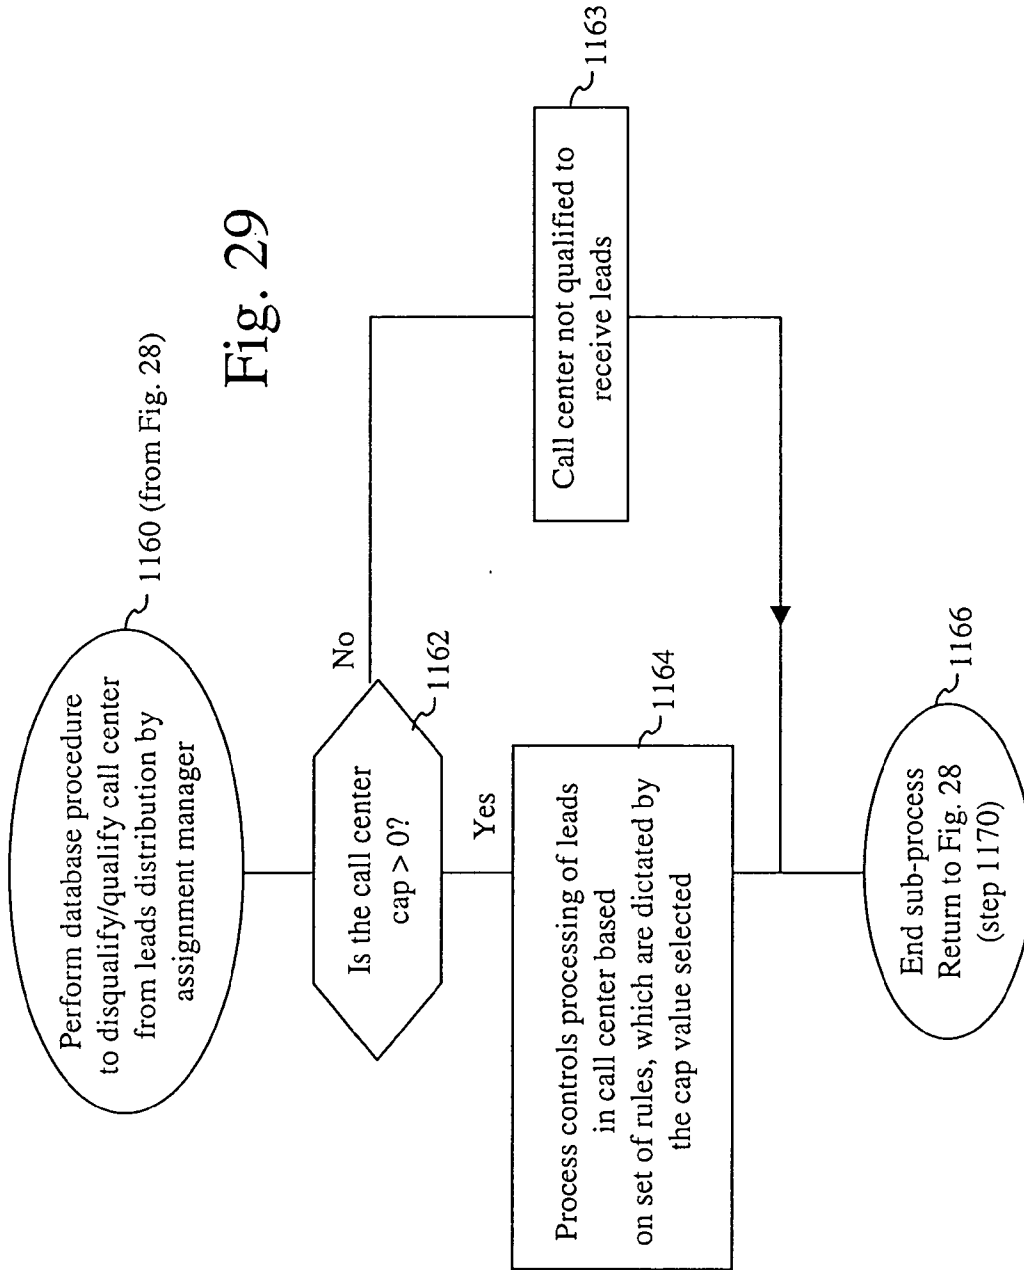 Perform database procedure
to disqualify/qualify call center
from leads distribution by
assignment manager
1160 (from Fig. 28)
Fig. 29
Is the call center
cap > 0?
No
1162
Yes
Call center not qualified to
receive leads
1163
Process controls processing of leads
in call center based
on set of rules, which are dictated by
the cap value selected
1164
End sub-process
Return to Fig. 28
(step 1170)
1166